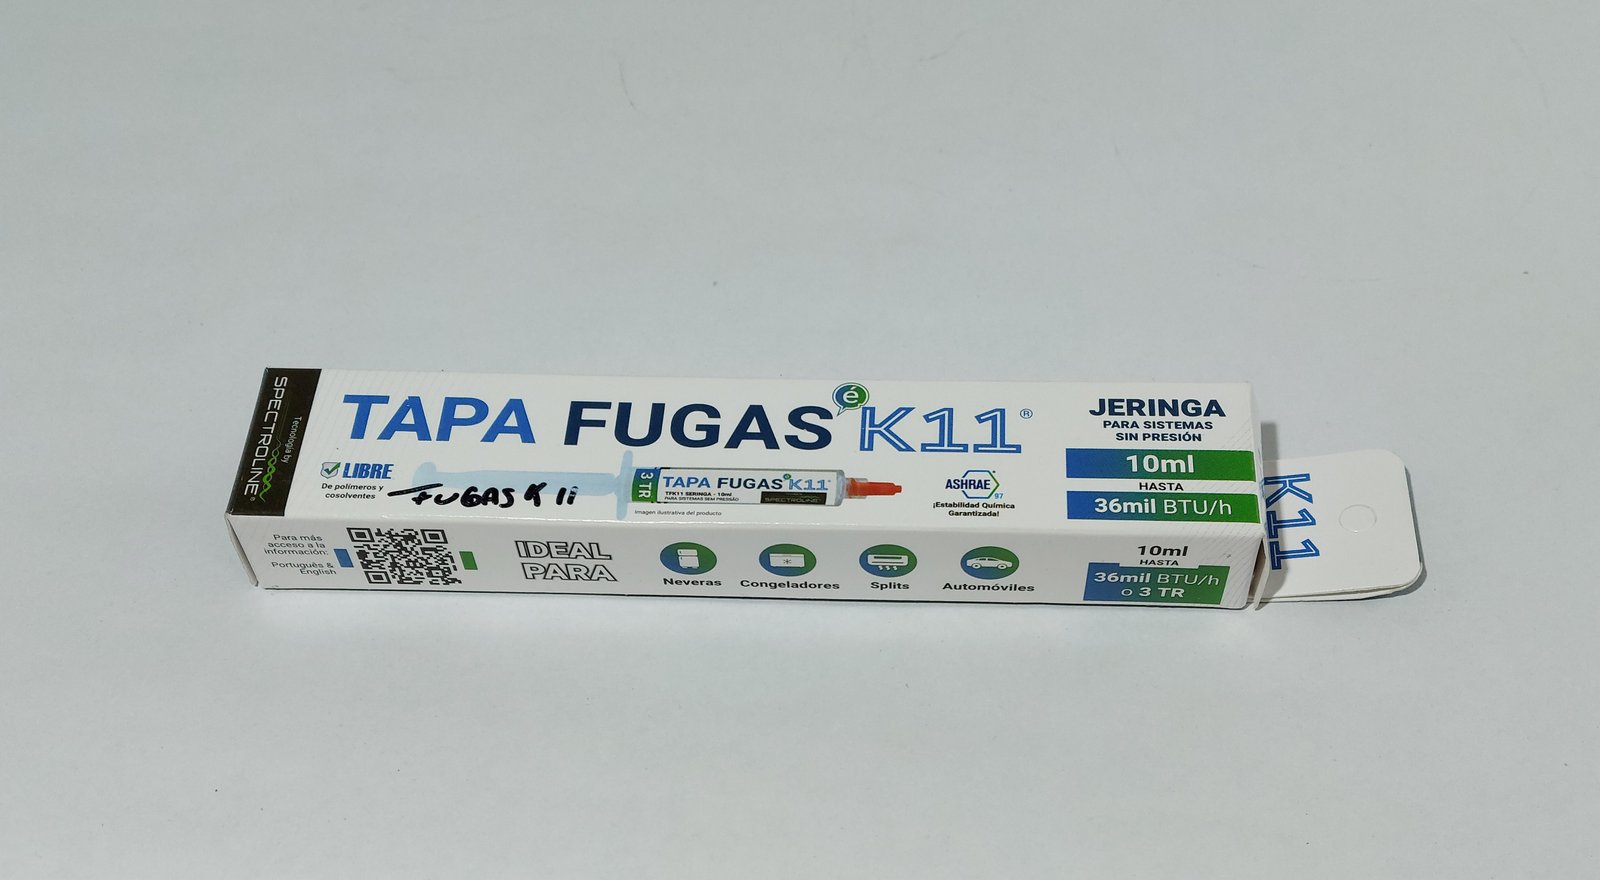 Tecnología by
SPECTROLINE®
TAPA FUGAS é K11®
LIBRE
De polímeros y
cosolventes
FUGAS K 11
3 TR
TAPA FUGAS é K11
TFK11 SERINGA - 10ml
PARA SISTEMAS SEM PRESSÃO
SPECTROLINE
Imagen ilustrativa del producto
ASHRAE
97
¡Estabilidad Química
Garantizada!
JERINGA
PARA SISTEMAS
SIN PRESIÓN
10ml
HASTA
36mil BTU/h
K11
Para más
acceso a la
información:
Português &
English
IDEAL
PARA
Neveras
Congeladores
Splits
Automóviles
10ml
HASTA
36mil BTU/h
o 3 TR